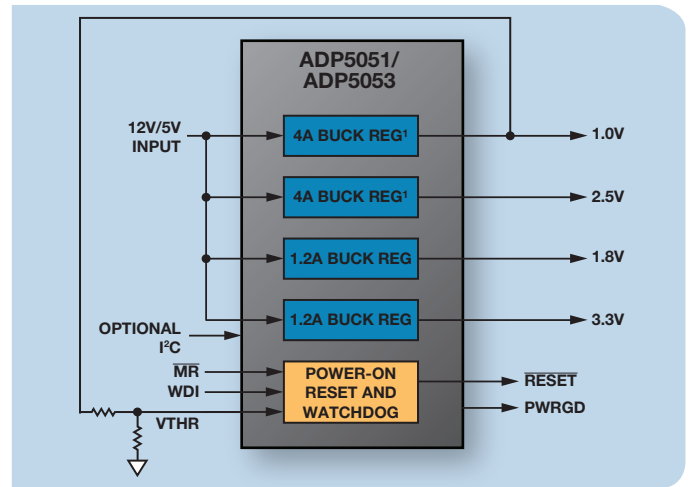 ADP5051/
ADP5053
12V/5V
INPUT
4A BUCK REG¹
1.0V
4A BUCK REG¹
2.5V
1.2A BUCK REG
1.8V
1.2A BUCK REG
3.3V
OPTIONAL
I²C
MR
WDI
VTHR
POWER-ON
RESET AND
WATCHDOG
RESET
PWRGD